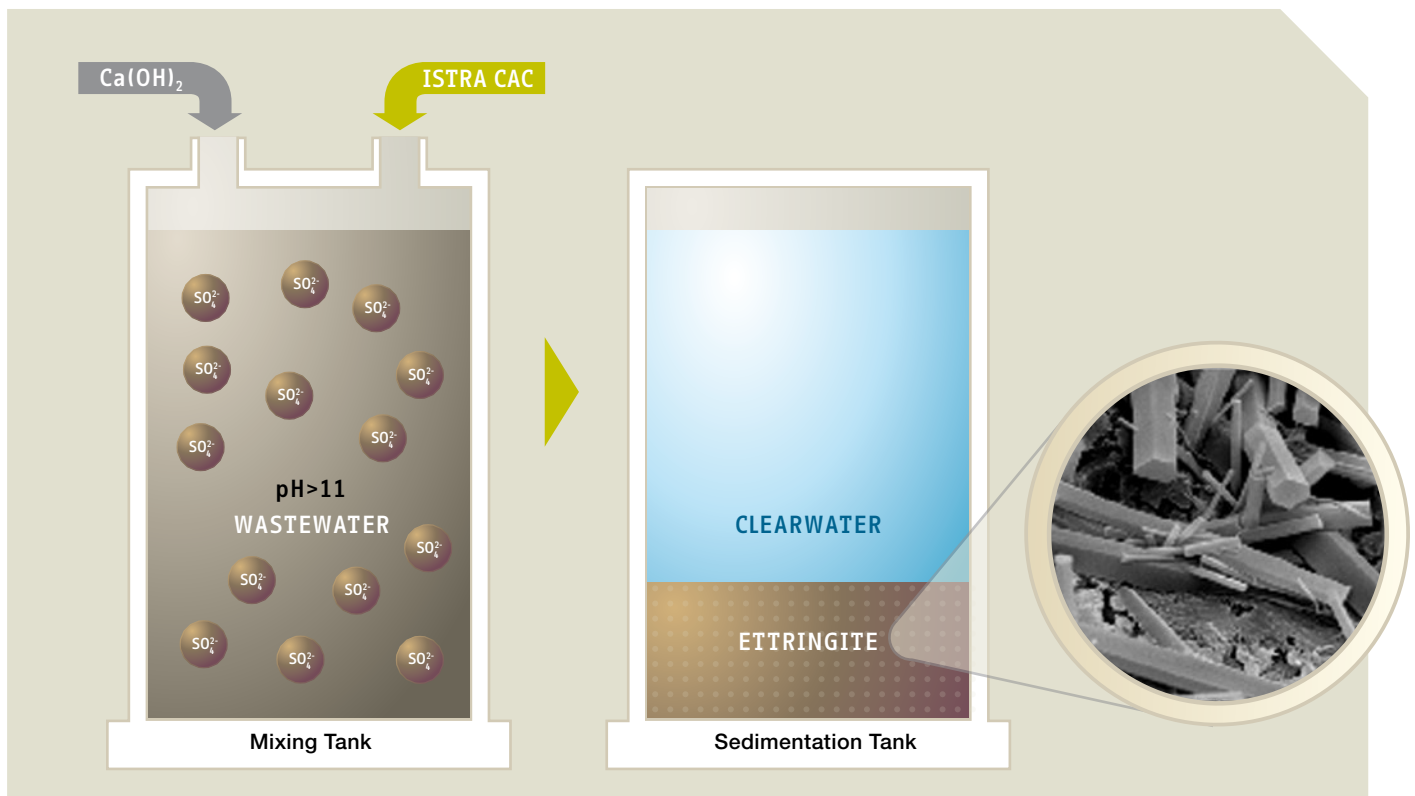 Ca(OH)₂
ISTRA CAC
SO₄²⁻
SO₄²⁻
SO₄²⁻
SO₄²⁻
SO₄²⁻
SO₄²⁻
SO₄²⁻
SO₄²⁻
pH>11
WASTEWATER
SO₄²⁻
SO₄²⁻
SO₄²⁻
SO₄²⁻
SO₄²⁻
SO₄²⁻
Mixing Tank
CLEARWATER
ETTRINGITE
Sedimentation Tank